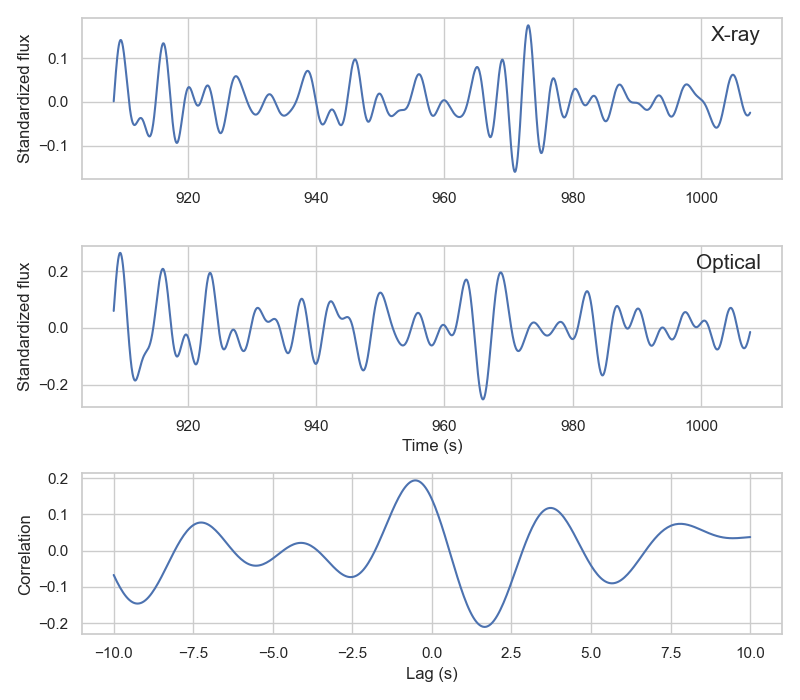 X-ray
Standardized flux
0.1
0.0
−0.1
920 940 960 980 1000
Optical
Standardized flux
0.2
0.0
−0.2
920 940 960 980 1000
Time (s)
Correlation
0.2
0.1
0.0
−0.1
−0.2
−10.0 −7.5 −5.0 −2.5 0.0 2.5 5.0 7.5 10.0
Lag (s)